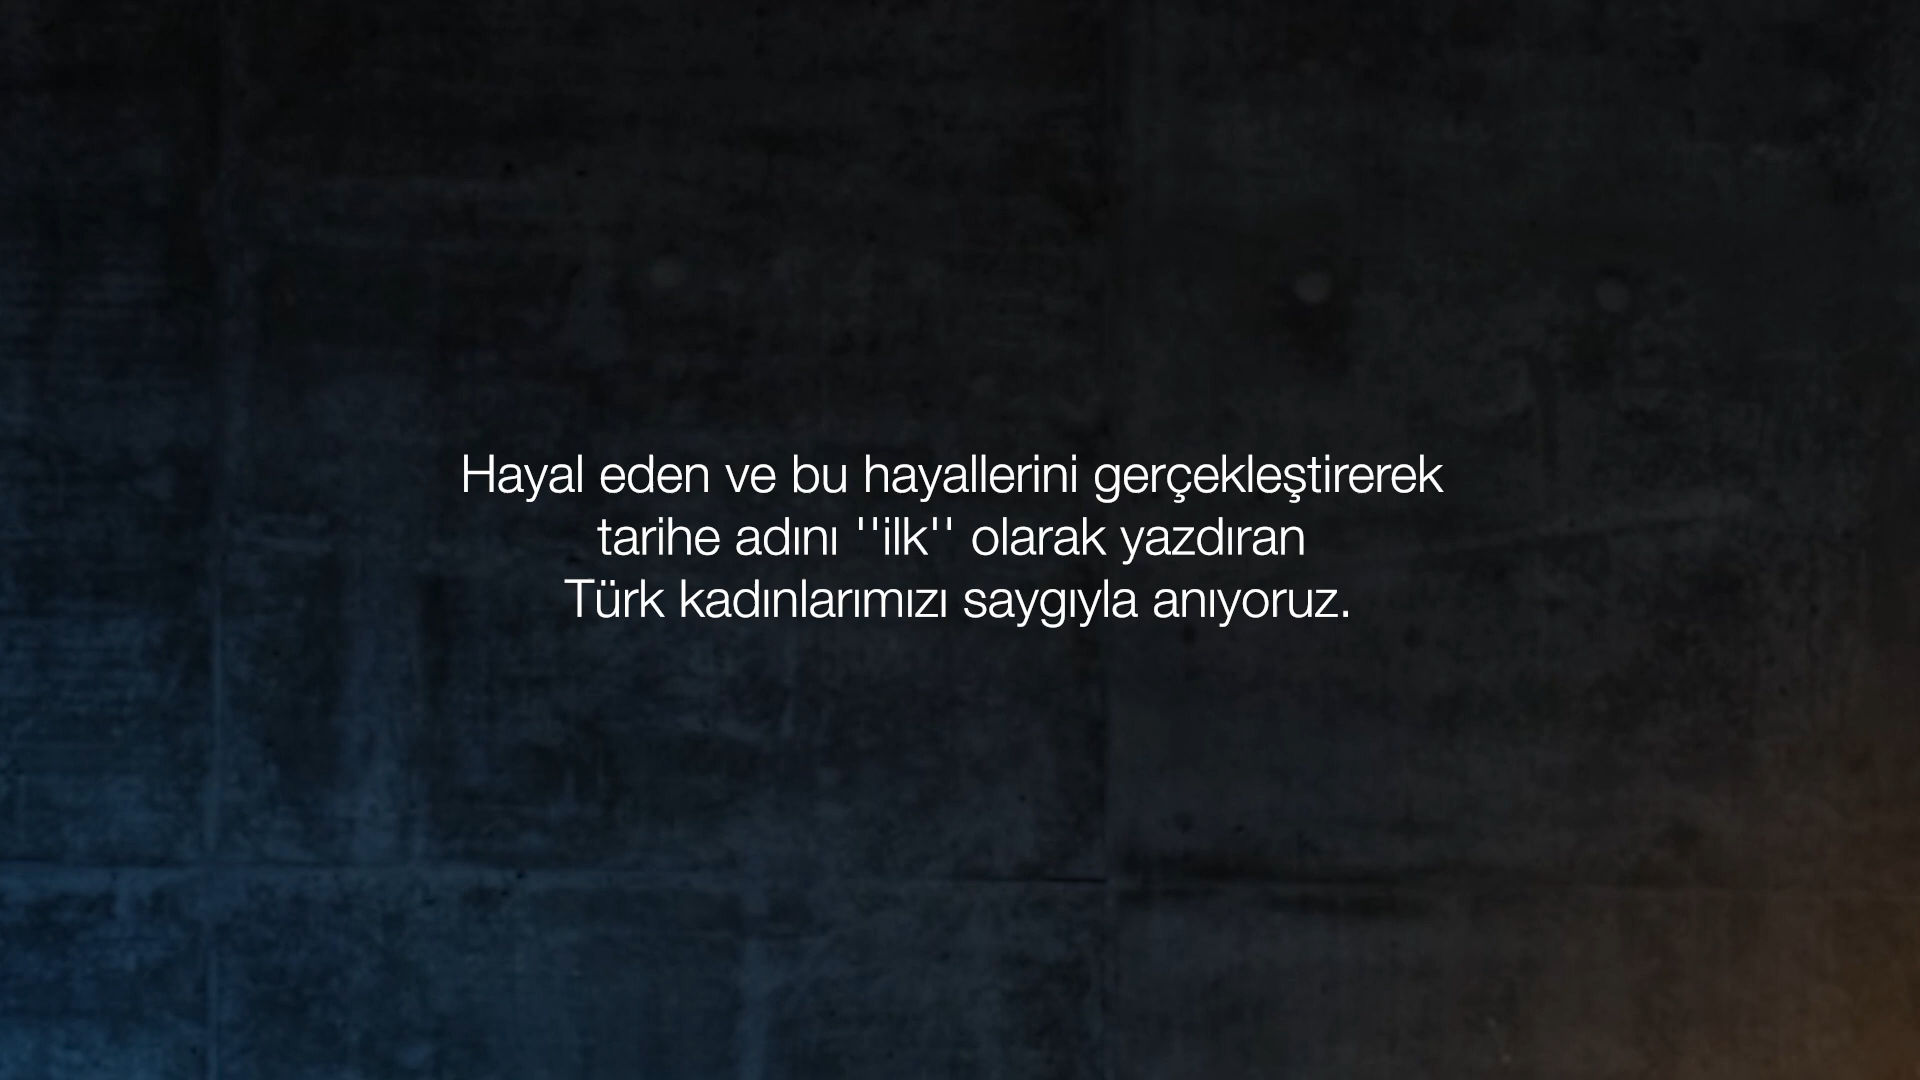 Hayal eden ve bu hayallerini gerçekleştirerek
tarihe adını ''ilk'' olarak yazdıran
Türk kadınlarımızı saygıyla anıyoruz.